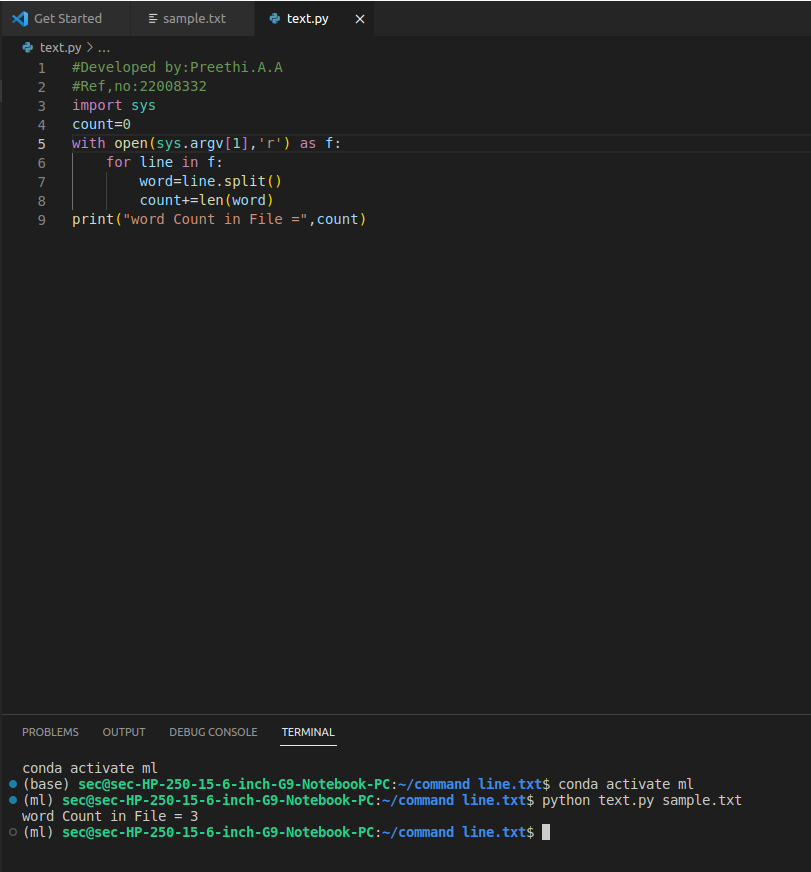 Get Started sample.txt text.py
text.py > ...
1 #Developed by:Preethi.A.A
2 #Ref,no:22008332
3 import sys
4 count=0
5 with open(sys.argv[1],'r') as f:
6     for line in f:
7         word=line.split()
8         count+=len(word)
9 print("word Count in File =",count)
PROBLEMS OUTPUT DEBUG CONSOLE TERMINAL
conda activate ml
(base) sec@sec-HP-250-15-6-inch-G9-Notebook-PC:~/command line.txt$ conda activate ml
(ml) sec@sec-HP-250-15-6-inch-G9-Notebook-PC:~/command line.txt$ python text.py sample.txt
word Count in File = 3
(ml) sec@sec-HP-250-15-6-inch-G9-Notebook-PC:~/command line.txt$